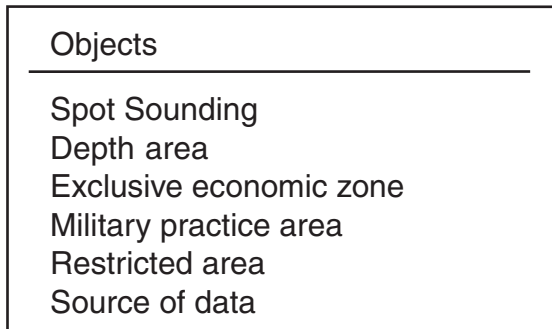 Objects
Spot Sounding
Depth area
Exclusive economic zone
Military practice area
Restricted area
Source of data